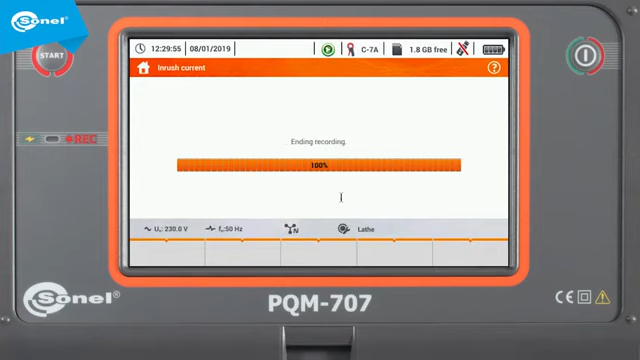 Sonel®
START
REC
12:29:55
08/01/2019
C-7A
1.8 GB free
Inrush current
?
Ending recording.
100%
Uₙ: 230.0 V
fₙ:50 Hz
N
Lathe
Sonel®
PQM-707
CE